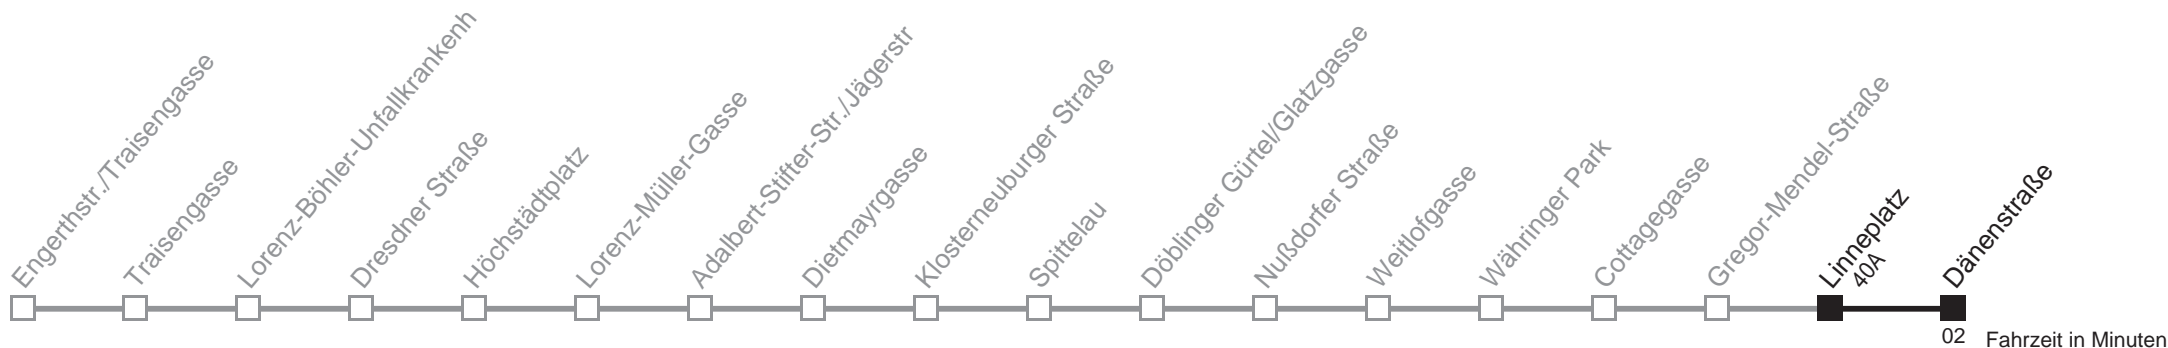 Engerthstr./Traisengasse
Traisengasse
Lorenz-Böhler-Unfallkrankenh
Dresdner Straße
Höchstädtplatz
Lorenz-Müller-Gasse
Adalbert-Stifter-Str./Jägerstr
Dietmayrgasse
Klosterneuburger Straße
Spittelau
Döblinger Gürtel/Glatzgasse
Nußdorfer Straße
Weitlofgasse
Währinger Park
Cottagegasse
Gregor-Mendel-Straße
Linneplatz
40A
Dänenstraße
02 Fahrzeit in Minuten